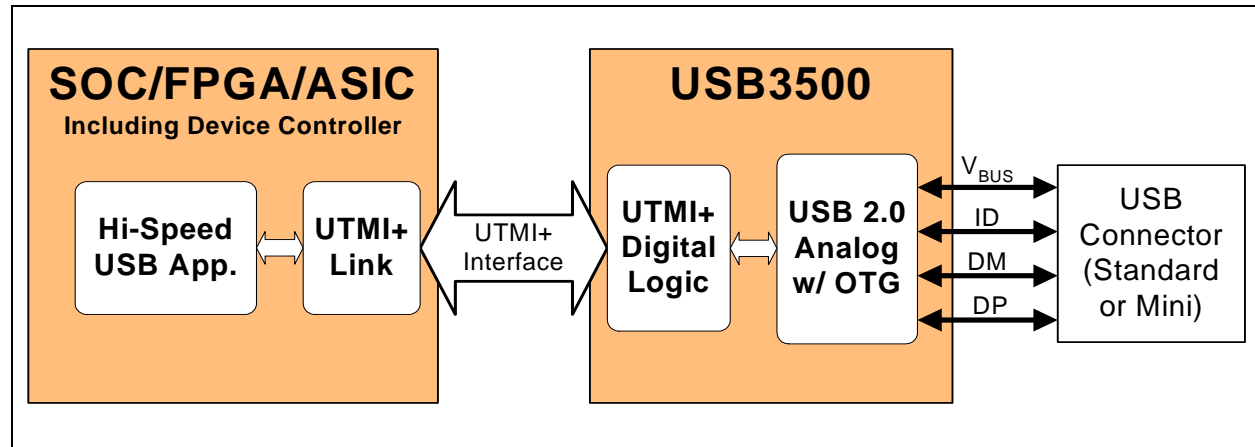 SOC/FPGA/ASIC
Including Device Controller
Hi-Speed
USB App.
UTMI+
Link
UTMI+
Interface
USB3500
UTMI+
Digital
Logic
USB 2.0
Analog
w/ OTG
VBUS
ID
DM
DP
USB
Connector
(Standard
or Mini)